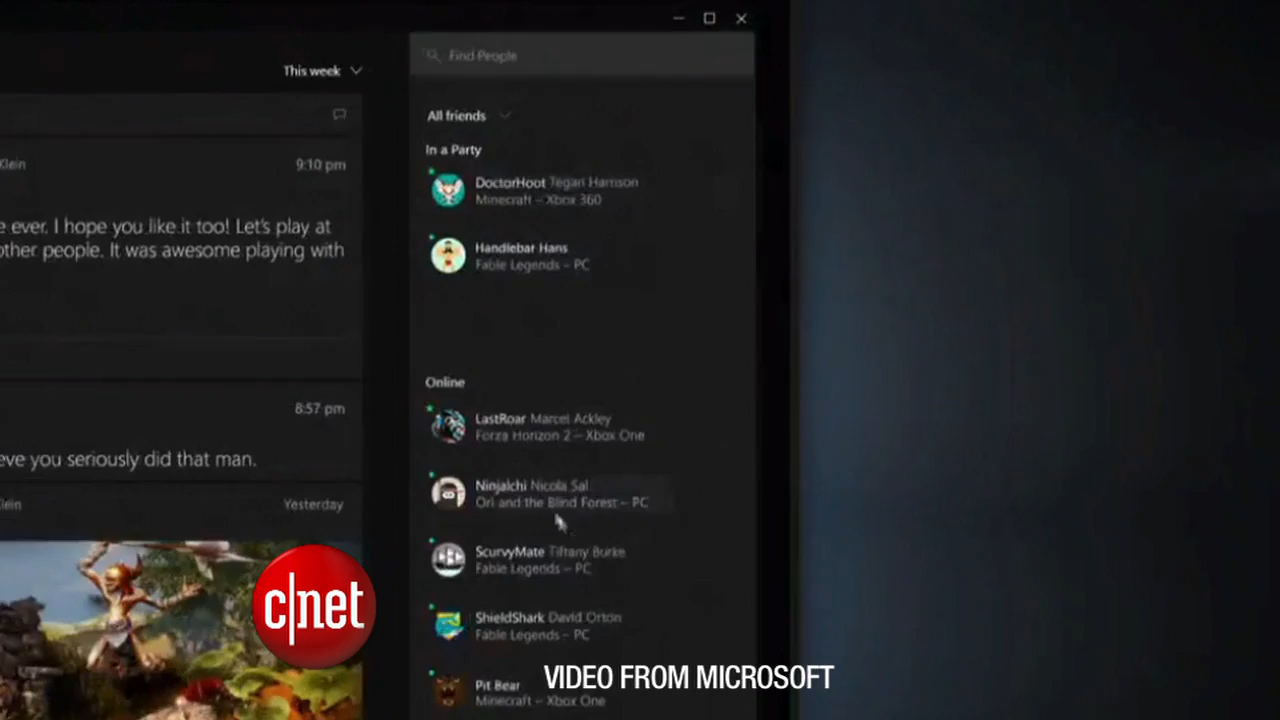 This week
Klein
9:10 pm
e ever. I hope you like it too! Let's play at
other people. It was awesome playing with
8:57 pm
eve you seriously did that man.
Klein
Yesterday
Find People
All friends
In a Party
DoctorHoot Tegan Harrison
Minecraft – Xbox 360
Handlebar Hans
Fable Legends – PC
Online
LastRoar Marcel Ackley
Forza Horizon 2 – Xbox One
Ninjaichi Nicola Sal
Ori and the Blind Forest – PC
ScurvyMate Tiffany Burke
Fable Legends – PC
ShieldShark David Orton
Fable Legends – PC
Pit Bear
Minecraft – Xbox One
c|net
VIDEO FROM MICROSOFT